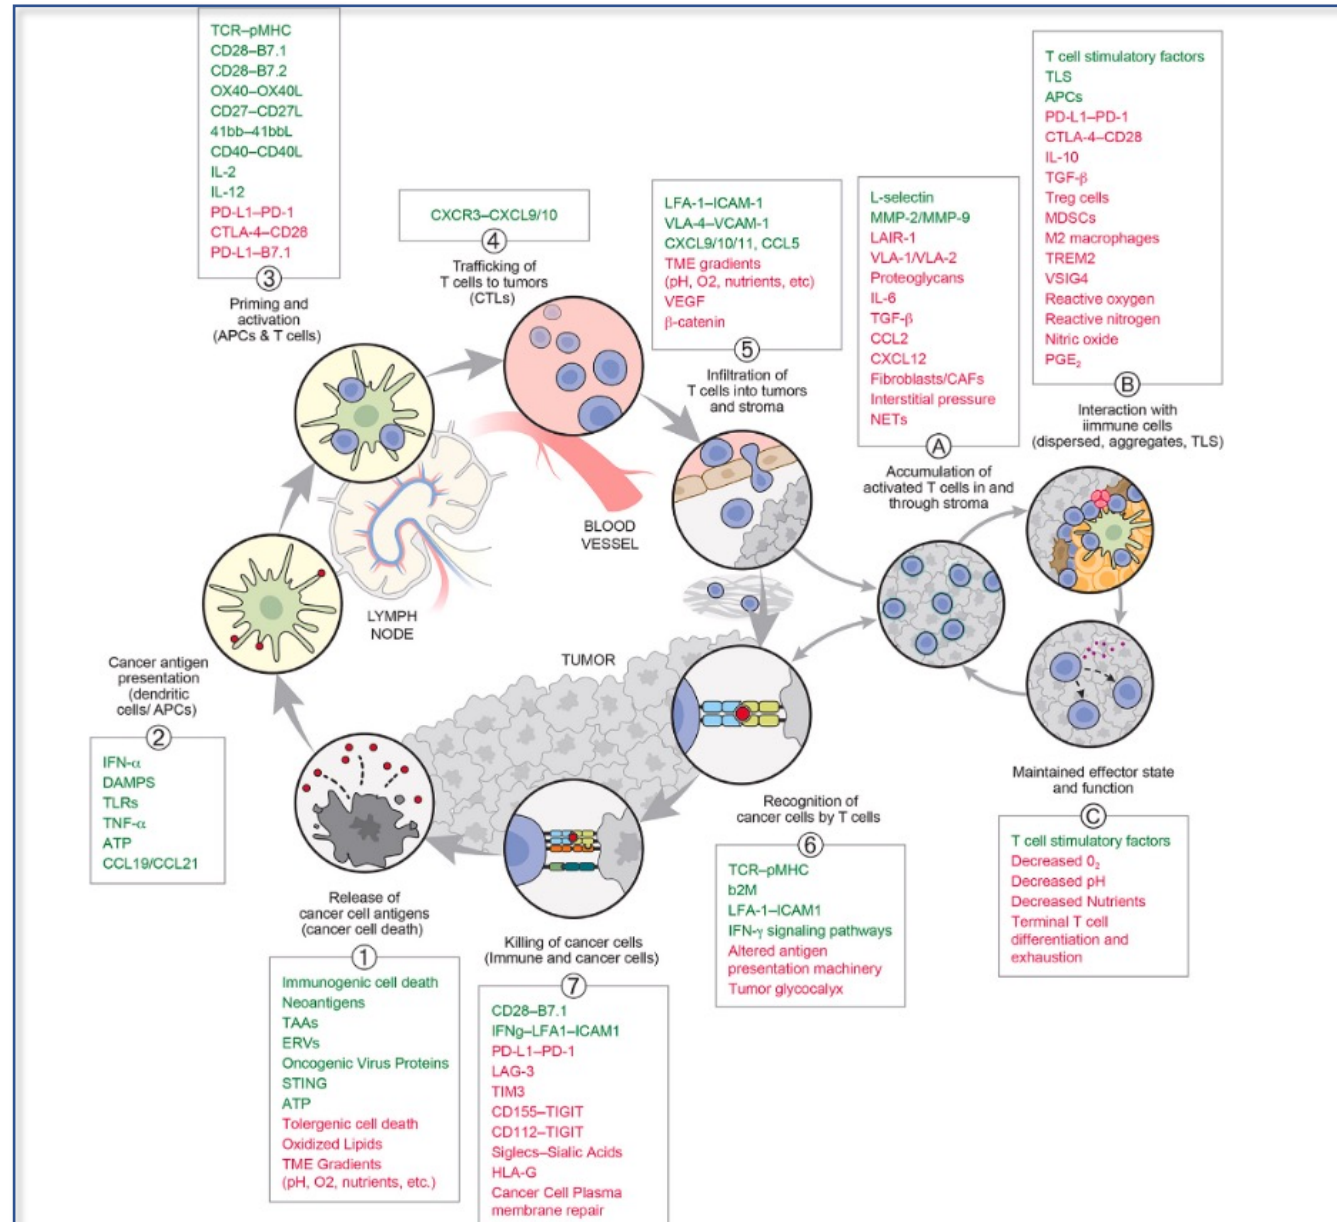 TCR–pMHC
CD28–B7.1
CD28–B7.2
OX40–OX40L
CD27–CD27L
41bb–41bbL
CD40–CD40L
IL-2
IL-12
PD-L1–PD-1
CTLA-4–CD28
PD-L1–B7.1
3
Priming and
activation
(APCs & T cells)
CXCR3–CXCL9/10
4
Trafficking of
T cells to tumors
(CTLs)
LFA-1–ICAM-1
VLA-4–VCAM-1
CXCL9/10/11, CCL5
TME gradients
(pH, O2, nutrients, etc)
VEGF
β-catenin
5
Infiltration of
T cells into tumors
and stroma
L-selectin
MMP-2/MMP-9
LAIR-1
VLA-1/VLA-2
Proteoglycans
IL-6
TGF-β
CCL2
CXCL12
Fibroblasts/CAFs
Interstitial pressure
NETs
A
Accumulation of
activated T cells in and
through stroma
T cell stimulatory factors
TLS
APCs
PD-L1–PD-1
CTLA-4–CD28
IL-10
TGF-β
Treg cells
MDSCs
M2 macrophages
TREM2
VSIG4
Reactive oxygen
Reactive nitrogen
Nitric oxide
PGE₂
B
Interaction with
iimmune cells
(dispersed, aggregates, TLS)
BLOOD
VESSEL
LYMPH
NODE
TUMOR
Cancer antigen
presentation
(dendritic
cells/ APCs)
2
IFN-α
DAMPS
TLRs
TNF-α
ATP
CCL19/CCL21
Release of
cancer cell antigens
(cancer cell death)
1
Immunogenic cell death
Neoantigens
TAAs
ERVs
Oncogenic Virus Proteins
STING
ATP
Tolergenic cell death
Oxidized Lipids
TME Gradients
(pH, O2, nutrients, etc.)
Killing of cancer cells
(Immune and cancer cells)
7
CD28–B7.1
IFNg–LFA1–ICAM1
PD-L1–PD-1
LAG-3
TIM3
CD155–TIGIT
CD112–TIGIT
Siglecs–Sialic Acids
HLA-G
Cancer Cell Plasma
membrane repair
Recognition of
cancer cells by T cells
6
TCR–pMHC
b2M
LFA-1–ICAM1
IFN-γ signaling pathways
Altered antigen
presentation machinery
Tumor glycocalyx
Maintained effector state
and function
C
T cell stimulatory factors
Decreased 0₂
Decreased pH
Decreased Nutrients
Terminal T cell
differentiation and
exhaustion